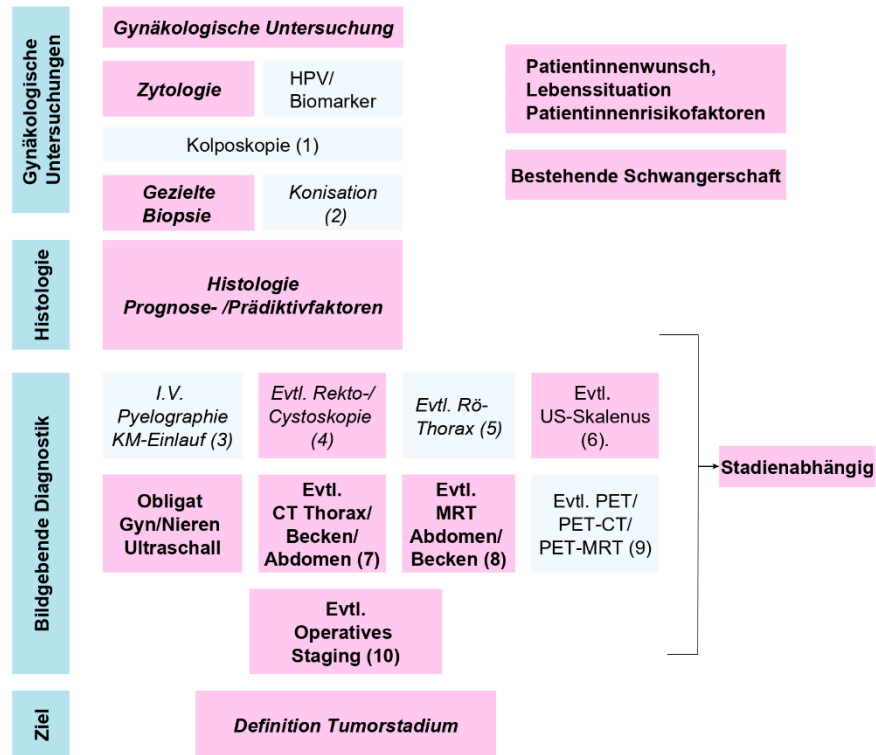 Gynäkologische
Untersuchungen
Gynäkologische Untersuchung
Zytologie
HPV/
Biomarker
Kolposkopie (1)
Gezielte
Biopsie
Konisation
(2)
Patientinnenwunsch,
Lebenssituation
Patientinnenrisikofaktoren
Bestehende Schwangerschaft
Histologie
Histologie
Prognose- /Prädiktivfaktoren
Bildgebende Diagnostik
I.V.
Pyelographie
KM-Einlauf (3)
Evtl. Rekto-/
Cystoskopie
(4)
Evtl. Rö-
Thorax (5)
Evtl.
US-Skalenus
(6).
Obligat
Gyn/Nieren
Ultraschall
Evtl.
CT Thorax/
Becken/
Abdomen (7)
Evtl.
MRT
Abdomen/
Becken (8)
Evtl. PET/
PET-CT/
PET-MRT (9)
Evtl.
Operatives
Staging (10)
Stadienabhängig
Ziel
Definition Tumorstadium